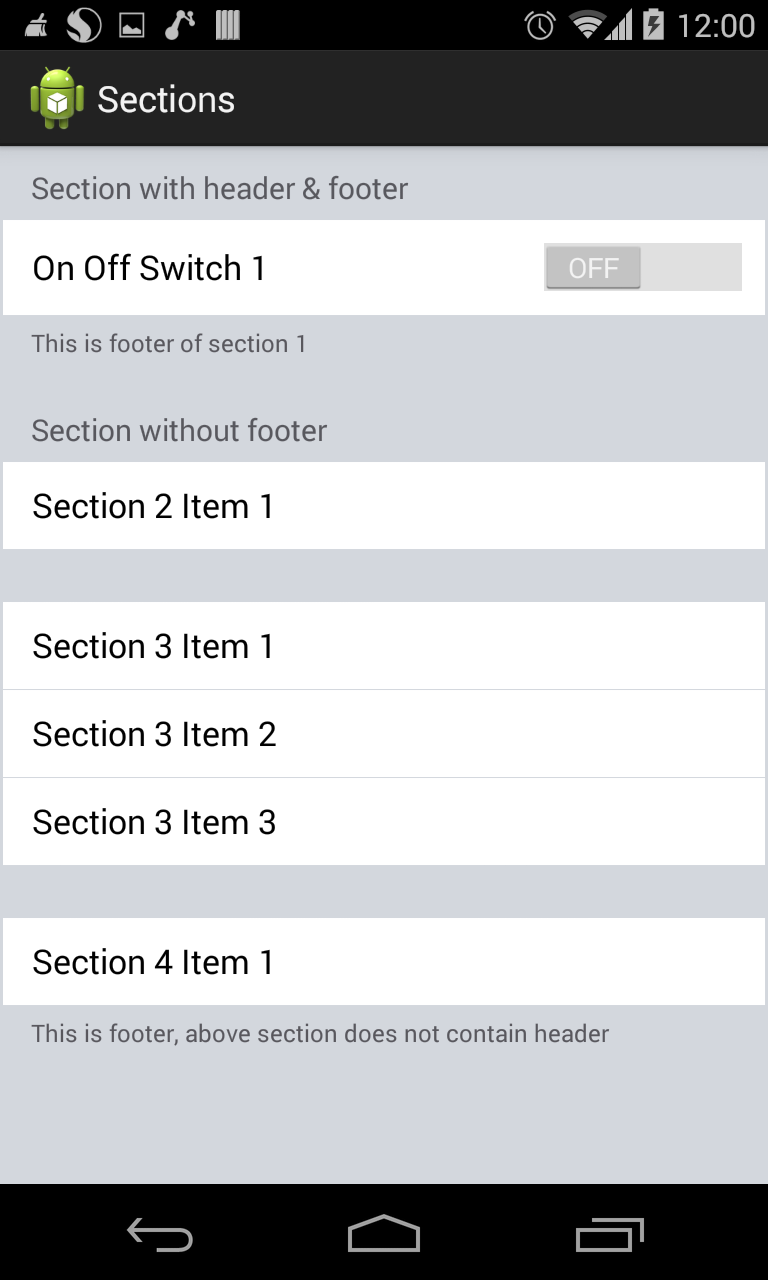 12:00
Sections
Section with header & footer
On Off Switch 1
OFF
This is footer of section 1
Section without footer
Section 2 Item 1
Section 3 Item 1
Section 3 Item 2
Section 3 Item 3
Section 4 Item 1
This is footer, above section does not contain header